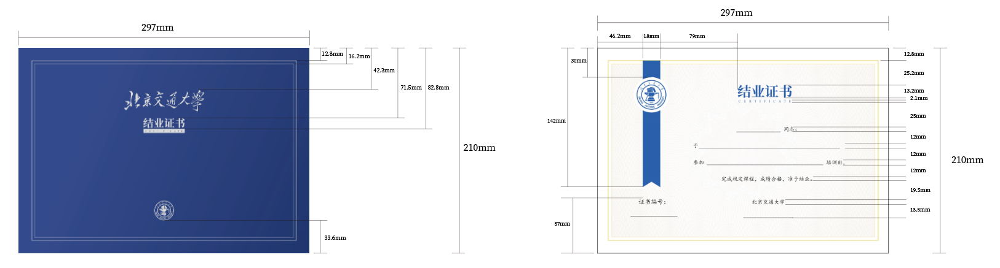 297mm
12.8mm
16.2mm
42.3mm
71.5mm
82.8mm
北京交通大學
结业证书
210mm
33.6mm
297mm
46.2mm
18mm
79mm
30mm
142mm
57mm
结业证书
CERTIFICATE
同志:
于
参加
培训班,
完成规定课程, 成绩合格, 准予结业。
证书编号:
北京交通大学
12.8mm
25.2mm
13.2mm
2.1mm
25mm
12mm
12mm
12mm
19.5mm
13.5mm
210mm